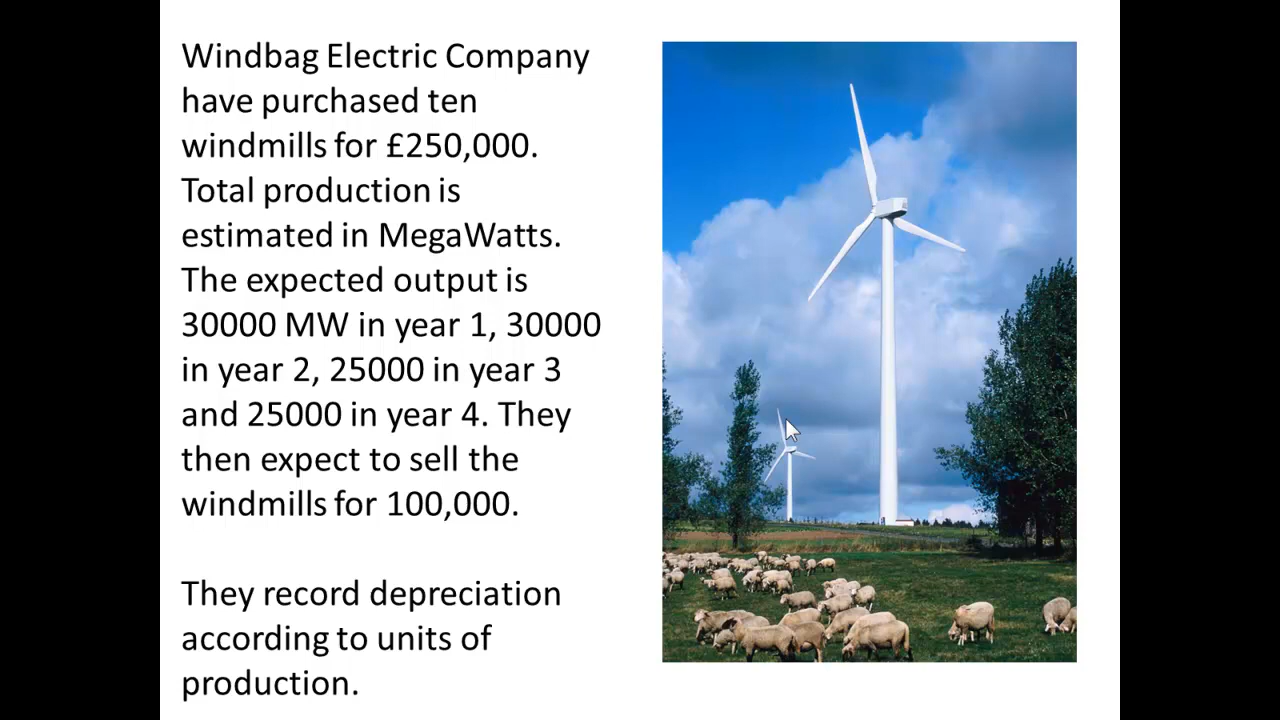 Windbag Electric Company
have purchased ten
windmills for £250,000.
Total production is
estimated in MegaWatts.
The expected output is
30000 MW in year 1, 30000
in year 2, 25000 in year 3
and 25000 in year 4. They
then expect to sell the
windmills for 100,000.
They record depreciation
according to units of
production.